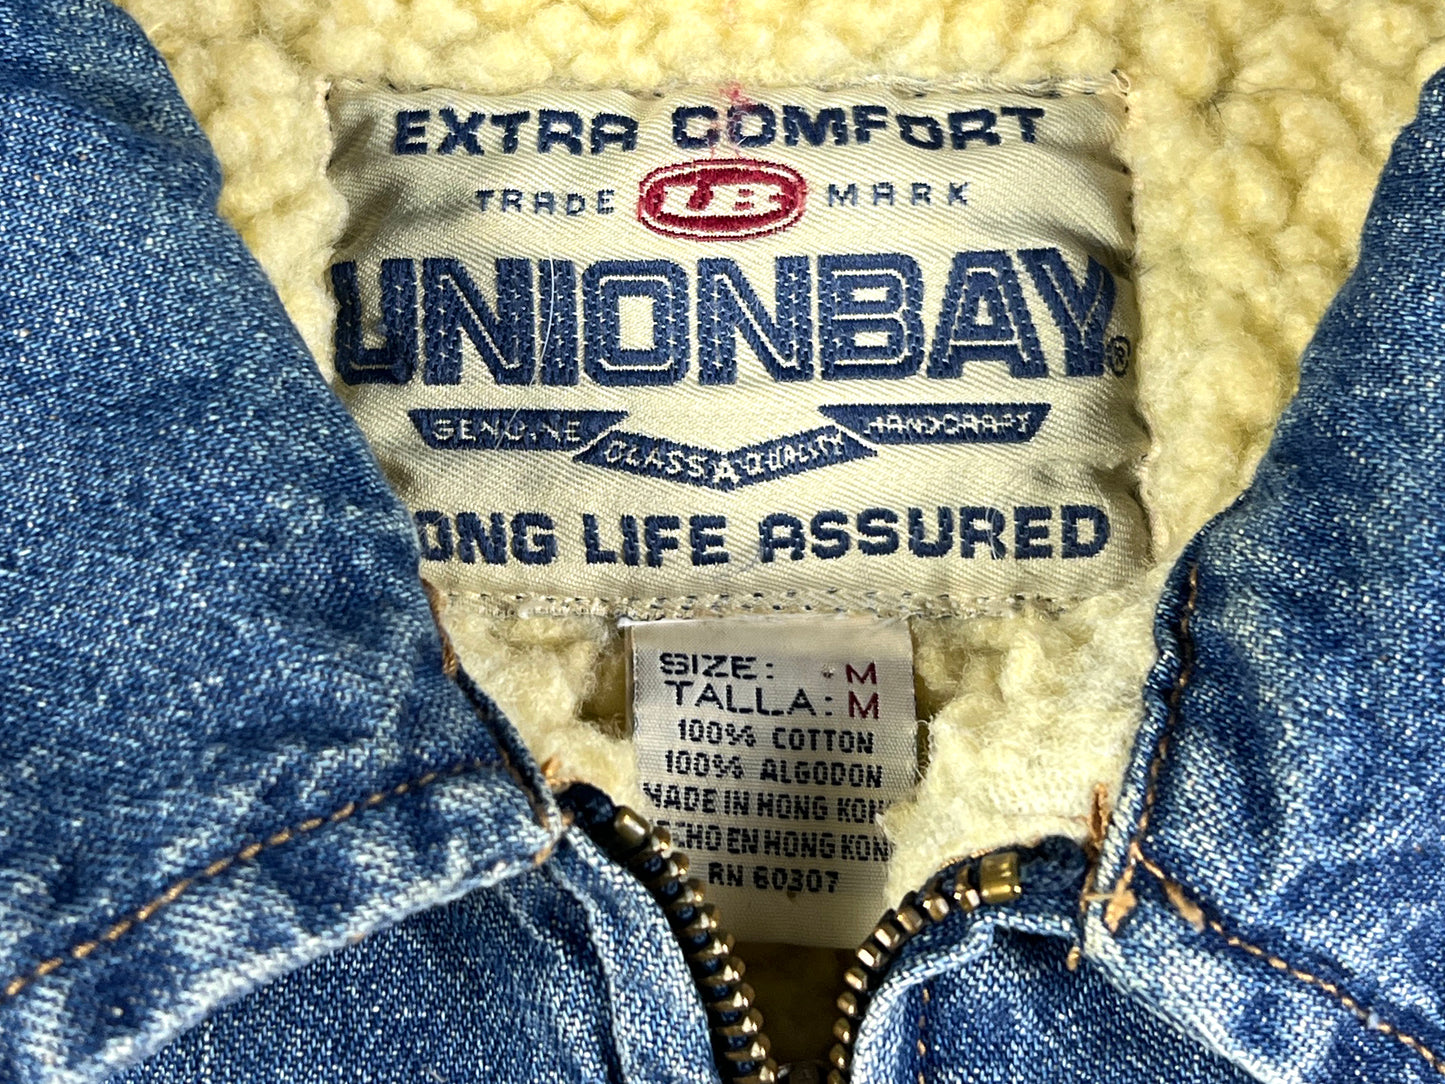 EXTRA COMFORT
TRADE UB MARK
UNIONBAY®
GENUINE CLASS A QUALITY HANDCRAFT
ONG LIFE ASSURED
SIZE: M
TALLA: M
100% COTTON
100% ALGODON
MADE IN HONG KON
ECHO EN HONG KON
RN 60307